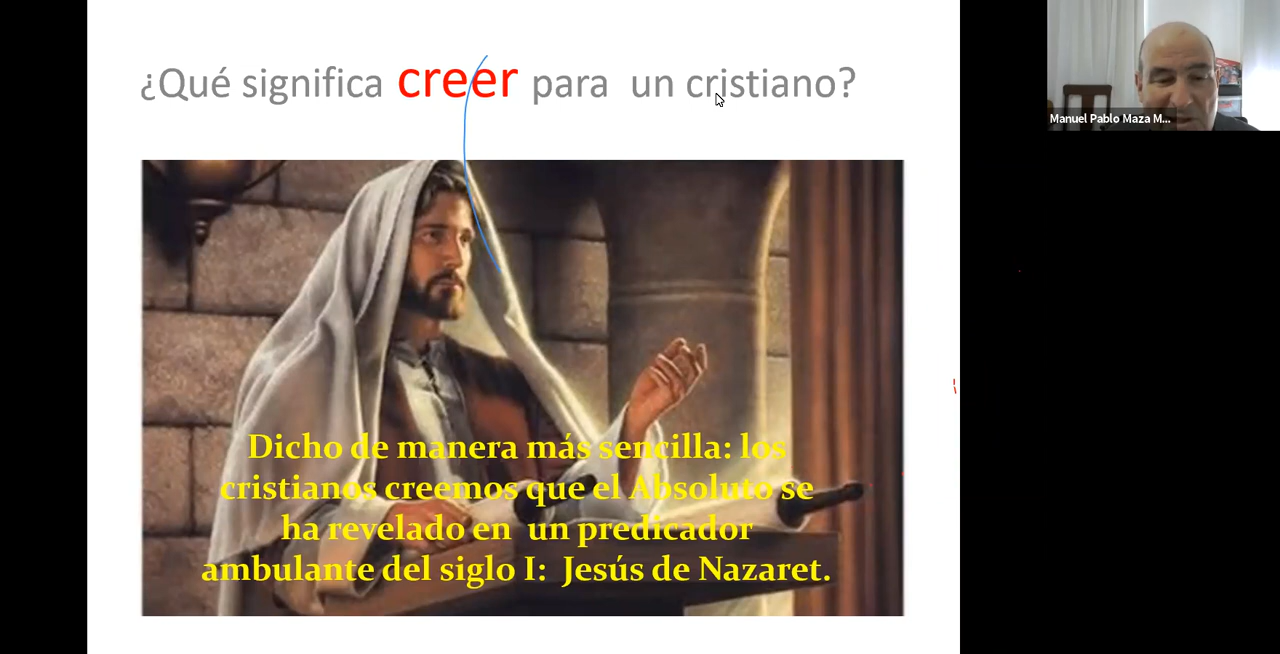 ¿Qué significa creer para un cristiano?
Manuel Pablo Maza M...
Dicho de manera más sencilla: los
cristianos creemos que el Absoluto se
ha revelado en un predicador
ambulante del siglo I: Jesús de Nazaret.